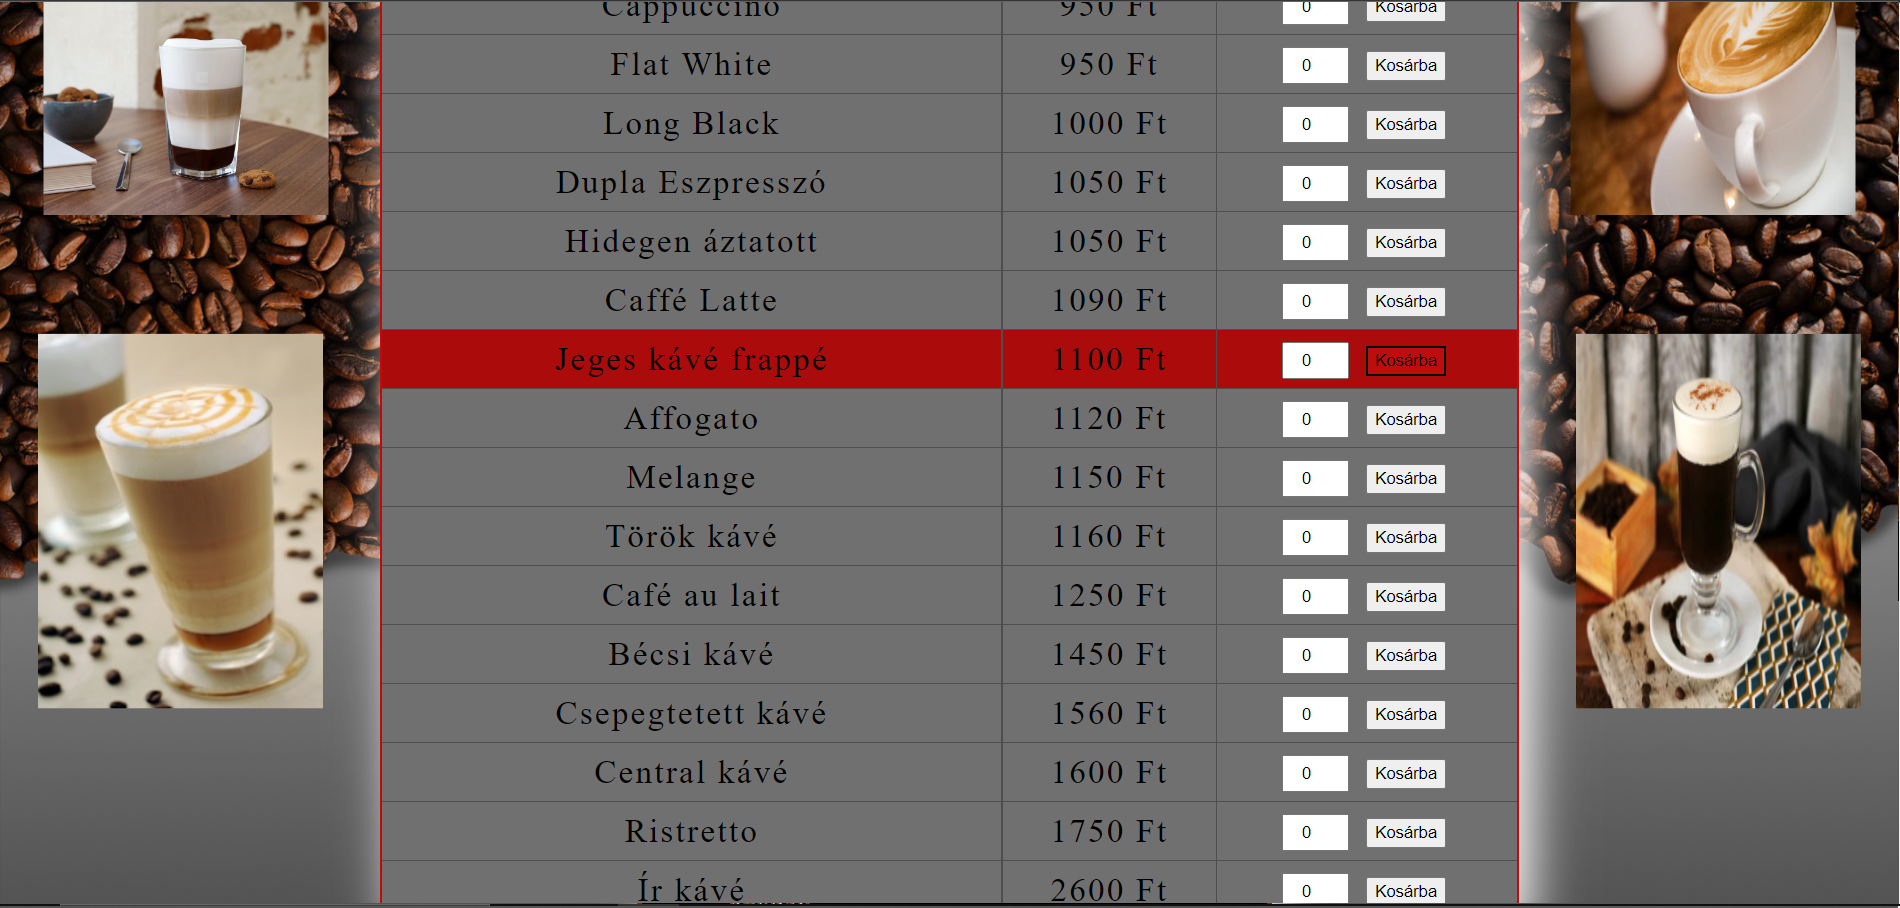 Cappuccino 950 Ft 0 Kosárba
Flat White 950 Ft 0 Kosárba
Long Black 1000 Ft 0 Kosárba
Dupla Eszpresszó 1050 Ft 0 Kosárba
Hidegen áztatott 1050 Ft 0 Kosárba
Caffé Latte 1090 Ft 0 Kosárba
Jeges kávé frappé 1100 Ft 0 Kosárba
Affogato 1120 Ft 0 Kosárba
Melange 1150 Ft 0 Kosárba
Török kávé 1160 Ft 0 Kosárba
Café au lait 1250 Ft 0 Kosárba
Bécsi kávé 1450 Ft 0 Kosárba
Csepegtetett kávé 1560 Ft 0 Kosárba
Central kávé 1600 Ft 0 Kosárba
Ristretto 1750 Ft 0 Kosárba
Ír kávé 2600 Ft 0 Kosárba